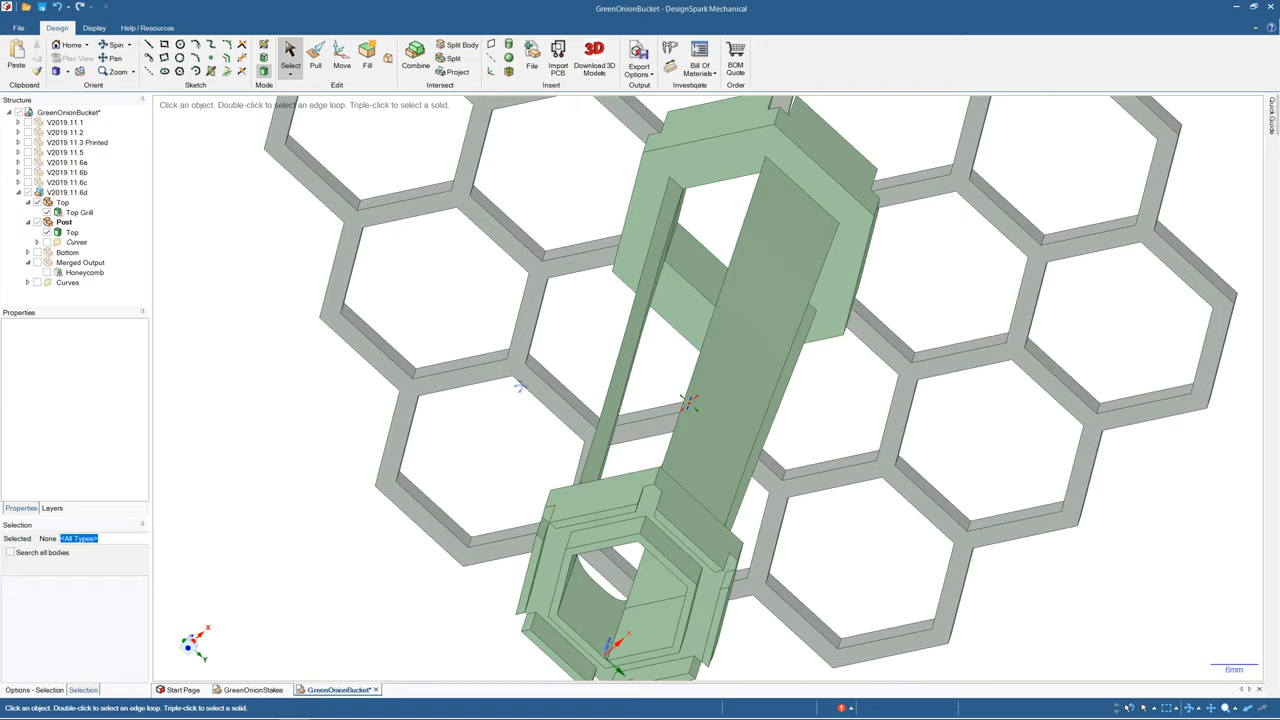 GreenOnionBucket - DesignSpark Mechanical
File Design Display Help / Resources
Paste
Clipboard
Home
Plan View
Spin
Pan
Zoom
Orient
Sketch
Mode
Select
Pull
Move
Fill
Edit
Combine
Split Body
Split
Project
Intersect
File
Import PCB
3D
Download 3D Models
Insert
Export Options
Output
Bill Of Materials
Investigate
BOM Quote
Order
Structure
GreenOnionBucket*
V2019.11.1
V2019.11.2
V2019.11.3 Printed
V2019.11.5
V2019.11.6a
V2019.11.6b
V2019.11.6c
V2019.11.6d
Top
Top Grill
Post
Top
Curves
Bottom
Merged Output
Honeycomb
Curves
Properties
Properties Layers
Selection
Selected: None <All Types>
Search all bodies
Options - Selection Selection
Click an object. Double-click to select an edge loop. Triple-click to select a solid.
Quick Guide
X
Y
X
Z
6mm
Start Page GreenOnionStakes GreenOnionBucket*
Click an object. Double-click to select an edge loop. Triple-click to select a solid.